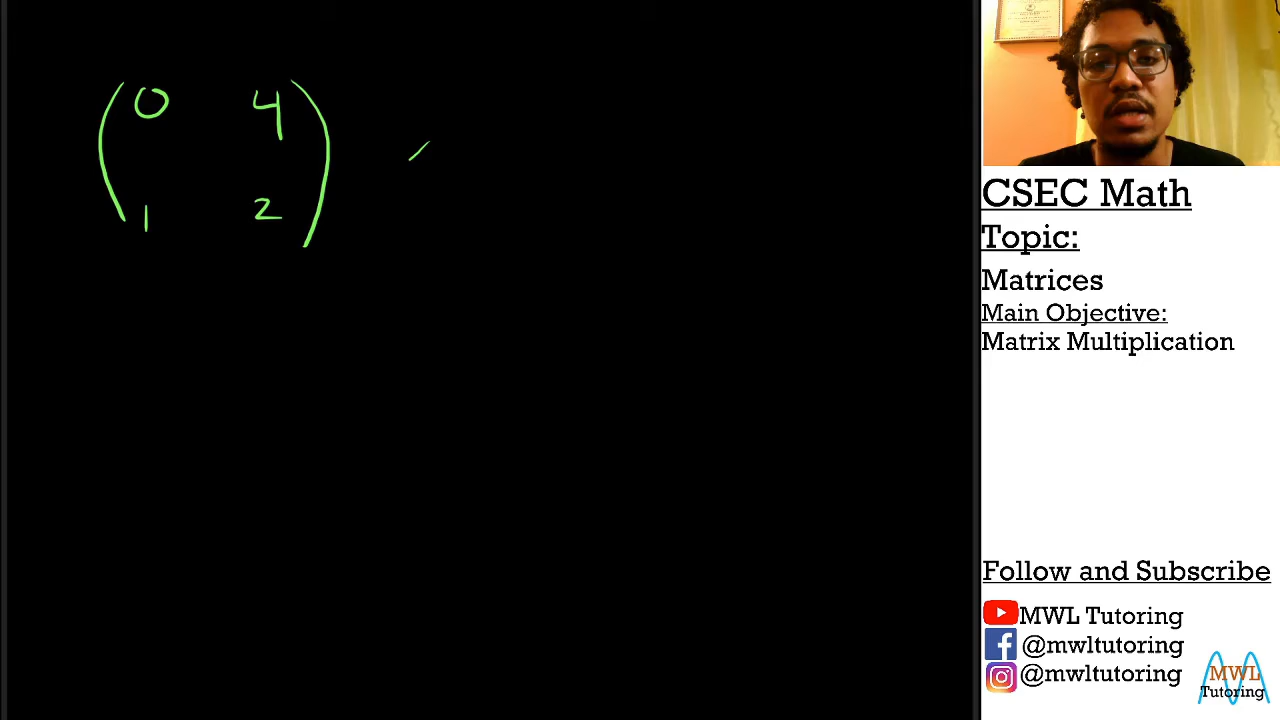 0 4
1 2
CSEC Math
Topic:
Matrices
Main Objective:
Matrix Multiplication
Follow and Subscribe
MWL Tutoring
@mwltutoring
@mwltutoring
MWL
Tutoring